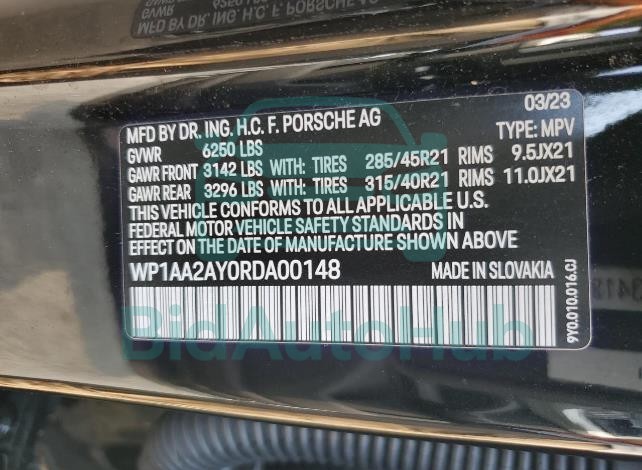 03/23
MFD BY DR. ING. H.C. F. PORSCHE AG
GVWR 6250 LBS TYPE: MPV
GAWR FRONT 3142 LBS WITH: TIRES 285/45R21 RIMS 9.5JX21
GAWR REAR 3296 LBS WITH: TIRES 315/40R21 RIMS 11.0JX21
THIS VEHICLE CONFORMS TO ALL APPLICABLE U.S.
FEDERAL MOTOR VEHICLE SAFETY STANDARDS IN
EFFECT ON THE DATE OF MANUFACTURE SHOWN ABOVE
WP1AA2AY0RDA00148 MADE IN SLOVAKIA
9Y0.010.016.CJ
BidAutoHub